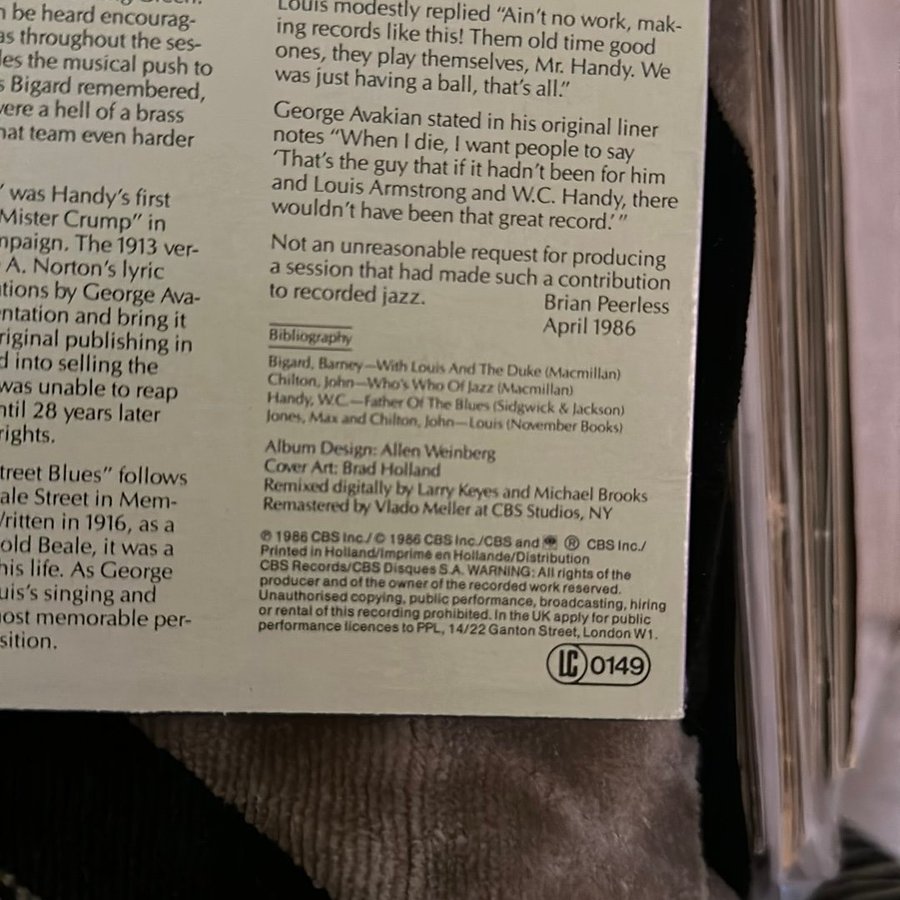 n be heard encourag-
as throughout the ses-
les the musical push to
s Bigard remembered,
were a hell of a brass
hat team even harder
was Handy's first
Mister Crump" in
mpaign. The 1913 ver-
A. Norton's lyric
tions by George Ava-
entation and bring it
riginal publishing in
d into selling the
was unable to reap
ntil 28 years later
rights.
treet Blues" follows
ale Street in Mem-
Written in 1916, as a
old Beale, it was a
his life. As George
uis's singing and
nost memorable per-
sition.
Louis modestly replied "Ain't no work, mak-
ing records like this! Them old time good
ones, they play themselves, Mr. Handy. We
was just having a ball, that's all."
George Avakian stated in his original liner
notes "When I die, I want people to say
'That's the guy that if it hadn't been for him
and Louis Armstrong and W.C. Handy, there
wouldn't have been that great record.' "
Not an unreasonable request for producing
a session that had made such a contribution
to recorded jazz.
Brian Peerless
April 1986
Bibliography
Bigard, Barney—With Louis And The Duke (Macmillan)
Chilton, John—Who's Who Of Jazz (Macmillan)
Handy, W.C.—Father Of The Blues (Sidgwick & Jackson)
Jones, Max and Chilton, John—Louis (November Books)
Album Design: Allen Weinberg
Cover Art: Brad Holland
Remixed digitally by Larry Keyes and Michael Brooks
Remastered by Vlado Meller at CBS Studios, NY
℗ 1986 CBS Inc./ © 1986 CBS Inc./CBS and ® CBS Inc./
Printed in Holland/Imprimé en Hollande/Distribution
CBS Records/CBS Disques S.A. WARNING: All rights of the
producer and of the owner of the recorded work reserved.
Unauthorised copying, public performance, broadcasting, hiring
or rental of this recording prohibited. In the UK apply for public
performance licences to PPL, 14/22 Ganton Street, London W1.
LC 0149